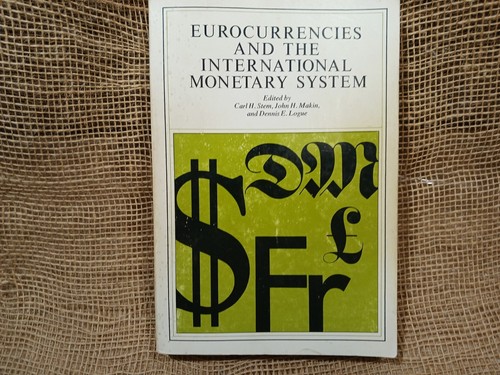 EUROCURRENCIES
AND THE
INTERNATIONAL
MONETARY SYSTEM
Edited by
Carl H. Stem, John H. Makin,
and Dennis E. Logue
$ DM
£
Fr